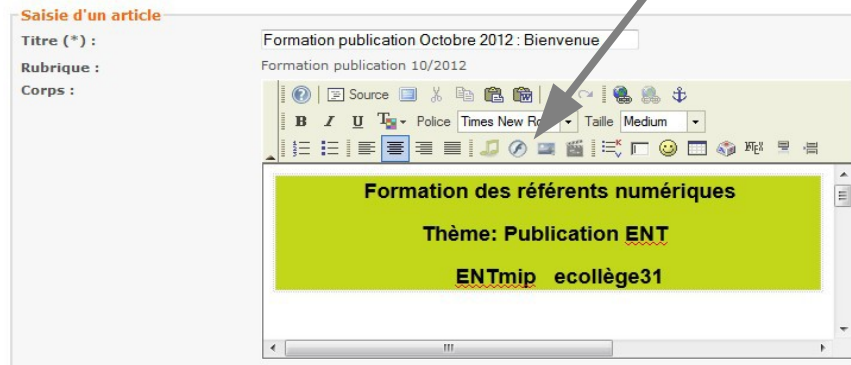 Saisie d'un article
Titre (*) : Formation publication Octobre 2012 : Bienvenue
Rubrique : Formation publication 10/2012
Corps :
Source
B I U Police Times New Ro Taille Medium
Formation des référents numériques
Thème: Publication ENT
ENTmip ecollège31